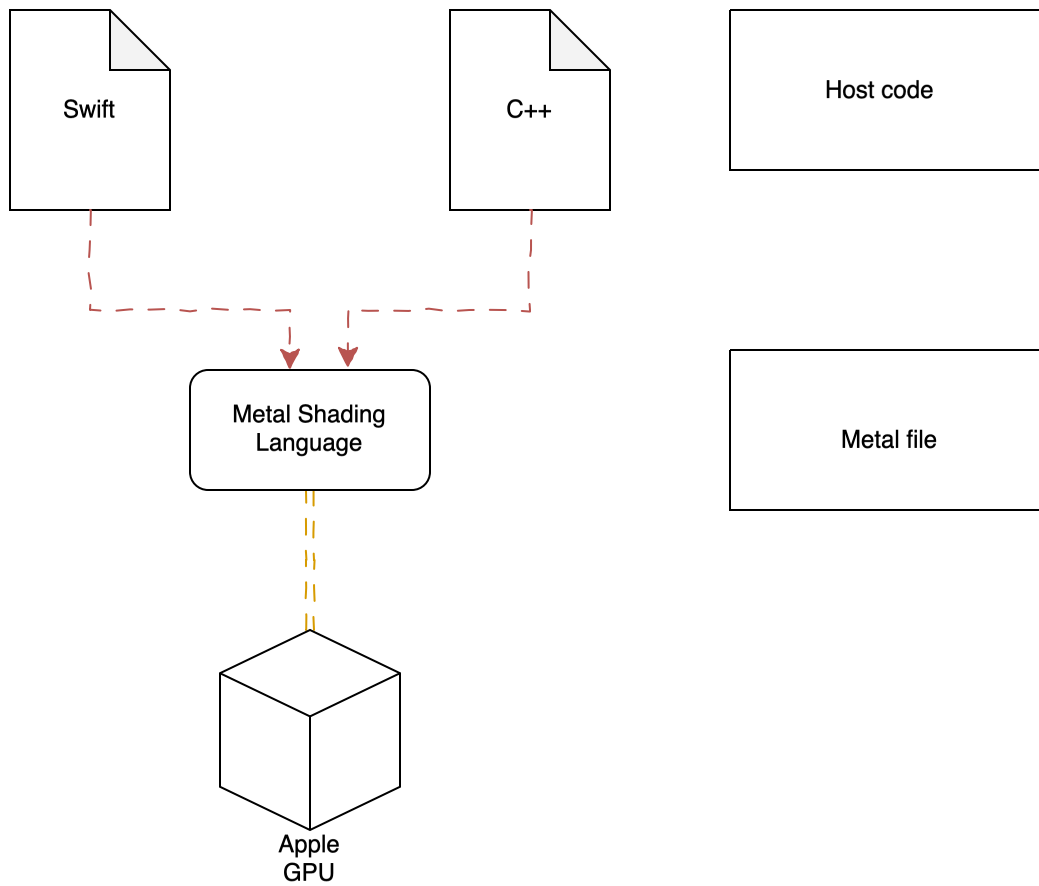 Swift
C++
Host code
Metal Shading
Language
Metal file
Apple
GPU